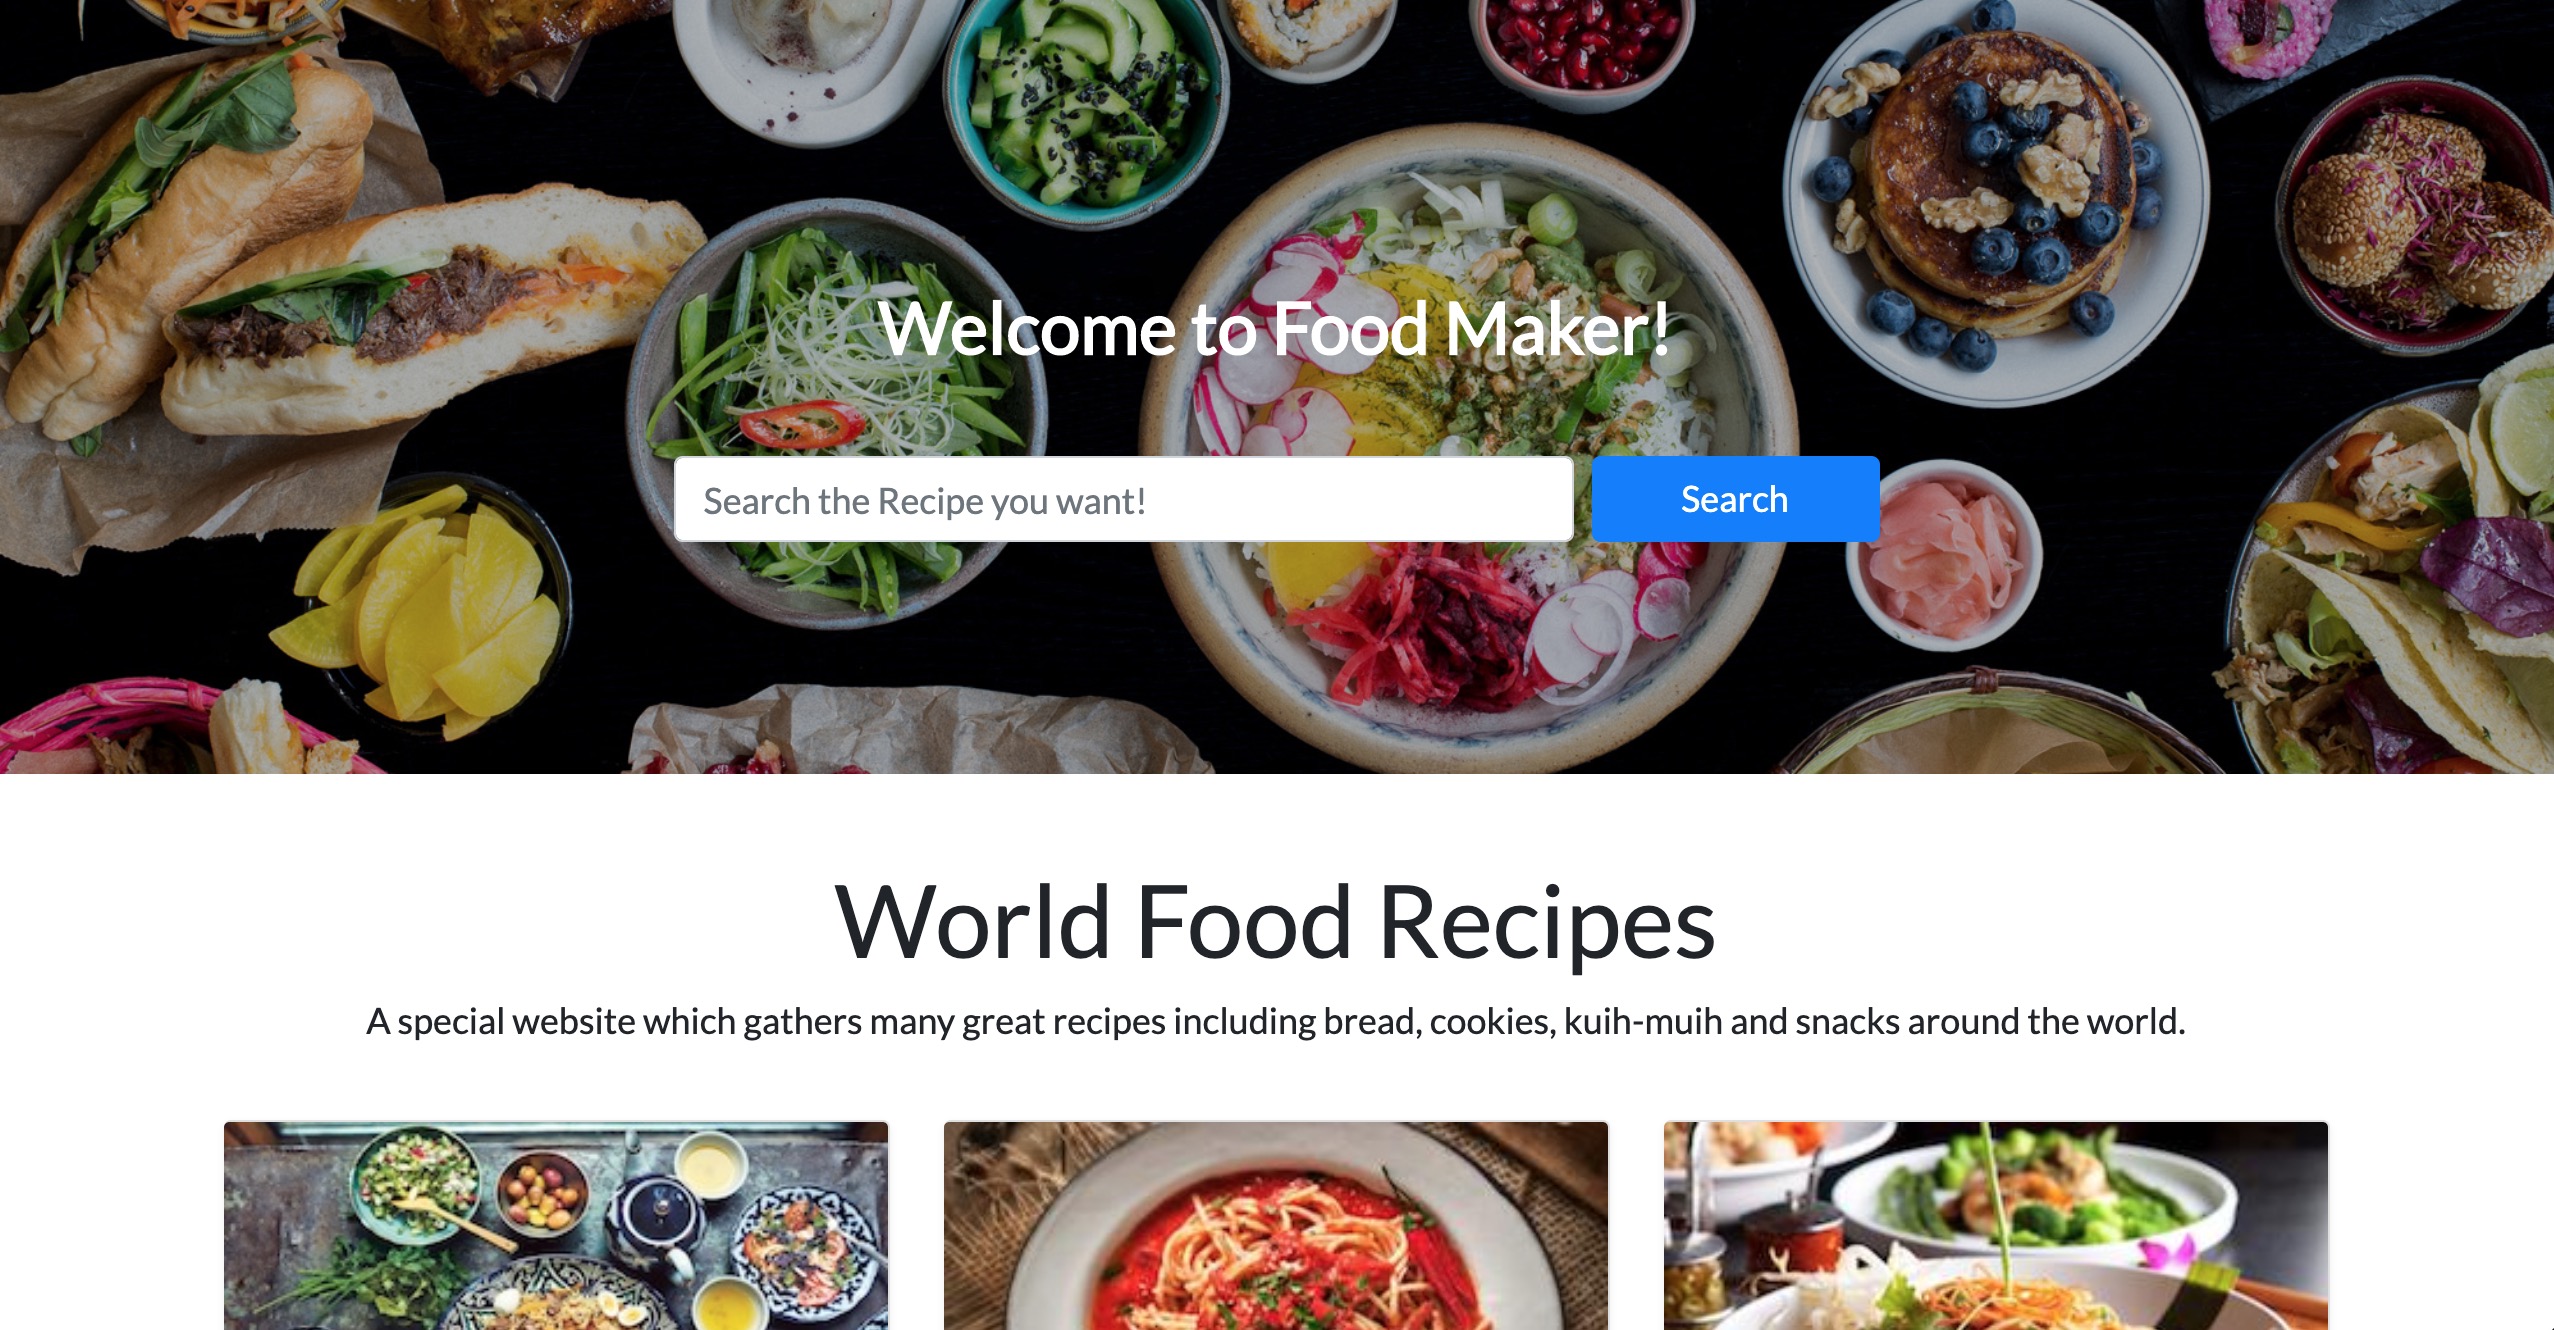 Welcome to Food Maker!
Search the Recipe you want!
Search
World Food Recipes
A special website which gathers many great recipes including bread, cookies, kuih-muih and snacks around the world.